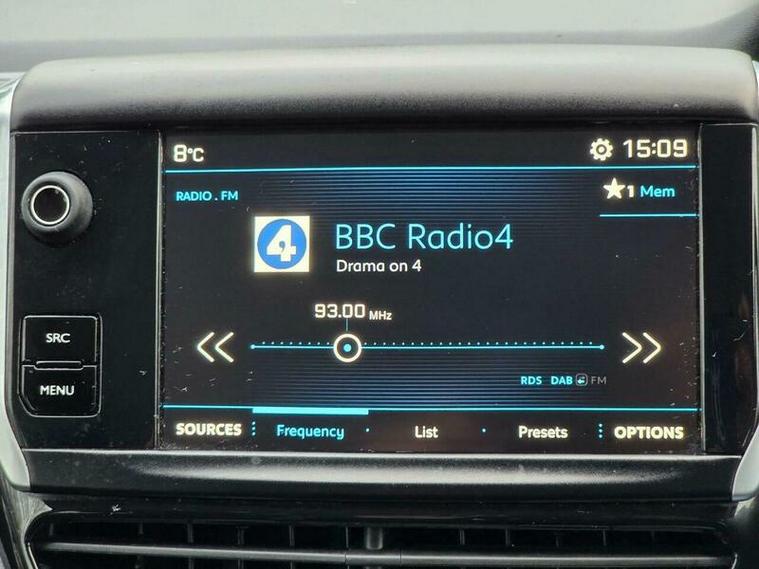 8°C
15:09
RADIO . FM
1 Mem
4
BBC Radio4
Drama on 4
93.00 MHz
SRC
MENU
RDS DAB FM
SOURCES Frequency List Presets OPTIONS